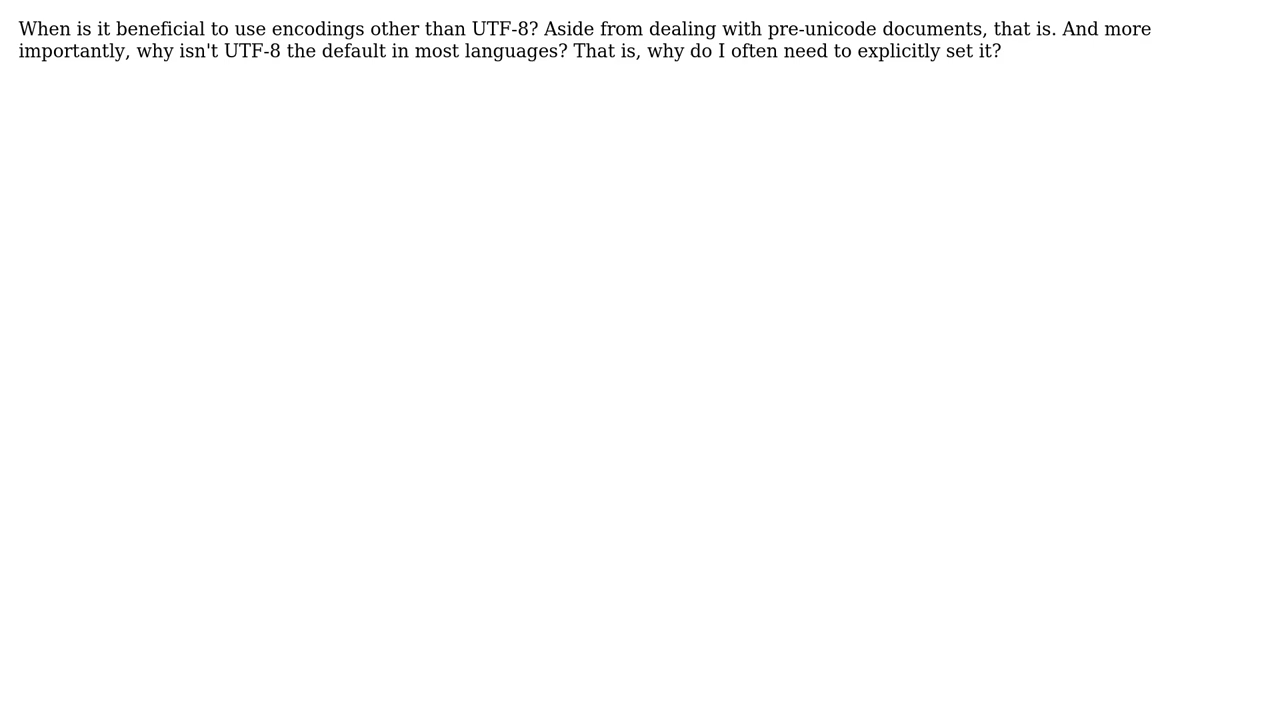 When is it beneficial to use encodings other than UTF-8? Aside from dealing with pre-unicode documents, that is. And more
importantly, why isn't UTF-8 the default in most languages? That is, why do I often need to explicitly set it?